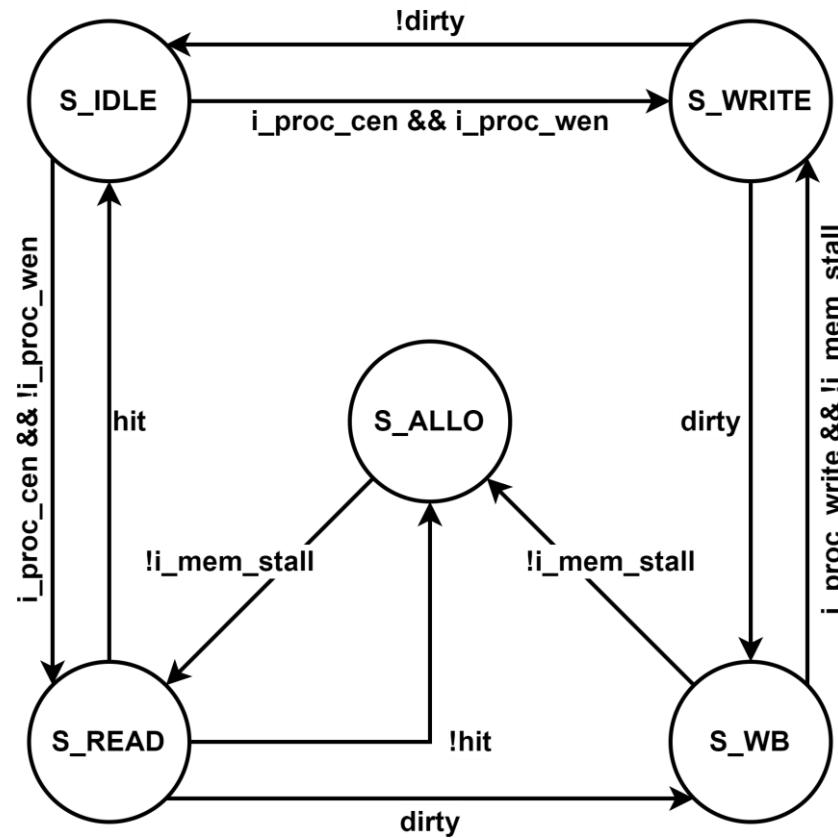 !dirty
S_IDLE
S_WRITE
i_proc_cen && i_proc_wen
i_proc_cen && !i_proc_wen
hit
S_ALLO
dirty
i_proc_write && !i_mem_stall
!i_mem_stall
!i_mem_stall
S_READ
!hit
S_WB
dirty